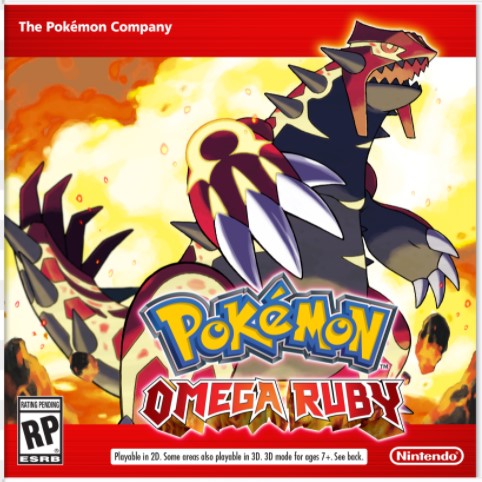 The Pokémon Company
POKéMON
TM
OMEGA RUBY
RATING PENDING
RP
ESRB
Playable in 2D. Some areas also playable in 3D. 3D mode for ages 7+. See back.
Nintendo